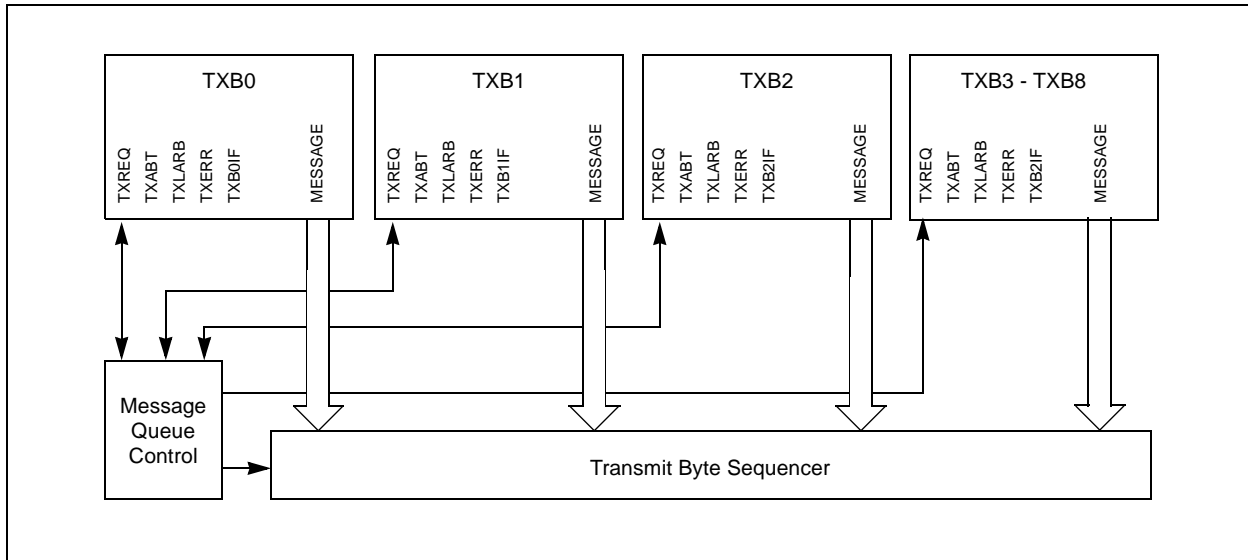 TXB0
TXREQ
TXABT
TXLARB
TXERR
TXB0IF
MESSAGE
TXB1
TXREQ
TXABT
TXLARB
TXERR
TXB1IF
MESSAGE
TXB2
TXREQ
TXABT
TXLARB
TXERR
TXB2IF
MESSAGE
TXB3 - TXB8
TXREQ
TXABT
TXLARB
TXERR
TXB2IF
MESSAGE
Message
Queue
Control
Transmit Byte Sequencer